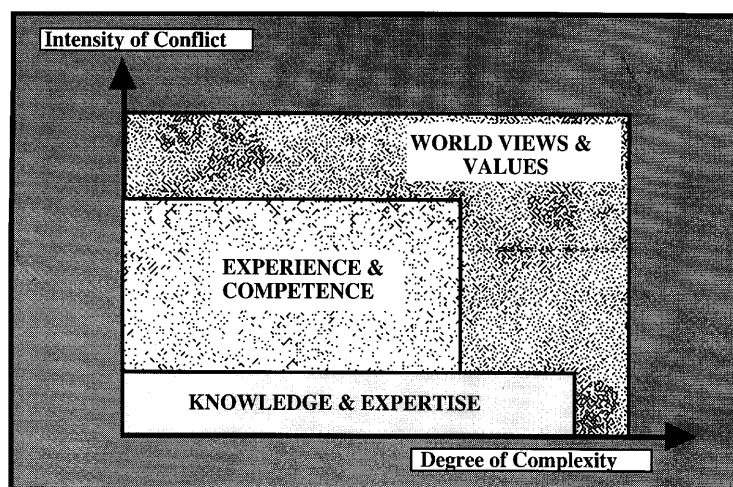 Intensity of Conflict
WORLD VIEWS &
VALUES
EXPERIENCE &
COMPETENCE
KNOWLEDGE & EXPERTISE
Degree of Complexity